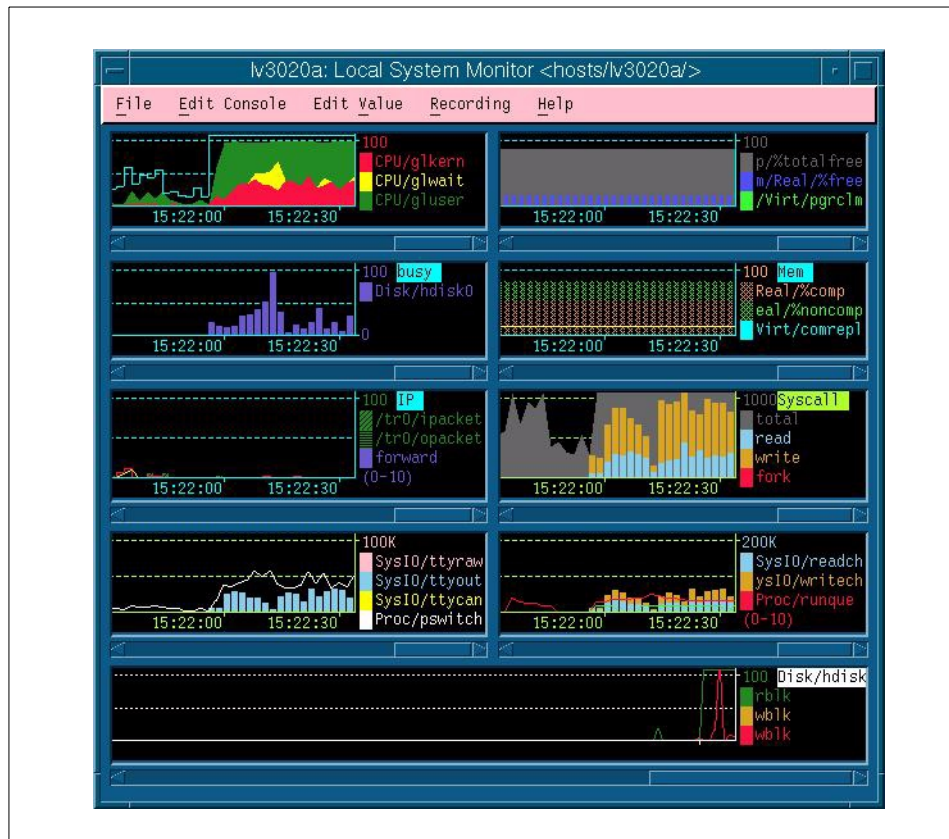 lv3020a: Local System Monitor <hosts/lv3020a/>
File Edit Console Edit Value Recording Help
100
CPU/glkern
CPU/glwait
CPU/gluser
15:22:00 15:22:30
100
p/%totalfree
m/Real/%free
/Virt/pgrclm
15:22:00 15:22:30
100 busy
Disk/hdisk0
0
15:22:00 15:22:30
100 Mem
Real/%comp
eal/%noncomp
Virt/comrepl
15:22:00 15:22:30
100 IP
/tr0/ipacket
/tr0/opacket
forward
(0-10)
15:22:00 15:22:30
1000 Syscall
total
read
write
fork
15:22:00 15:22:30
100K
SysIO/ttyraw
SysIO/ttyout
SysIO/ttycan
Proc/pswitch
15:22:00 15:22:30
200K
SysIO/readch
ysIO/writech
Proc/runque
(0-10)
15:22:00 15:22:30
100 Disk/hdisk
rblk
wblk
wblk